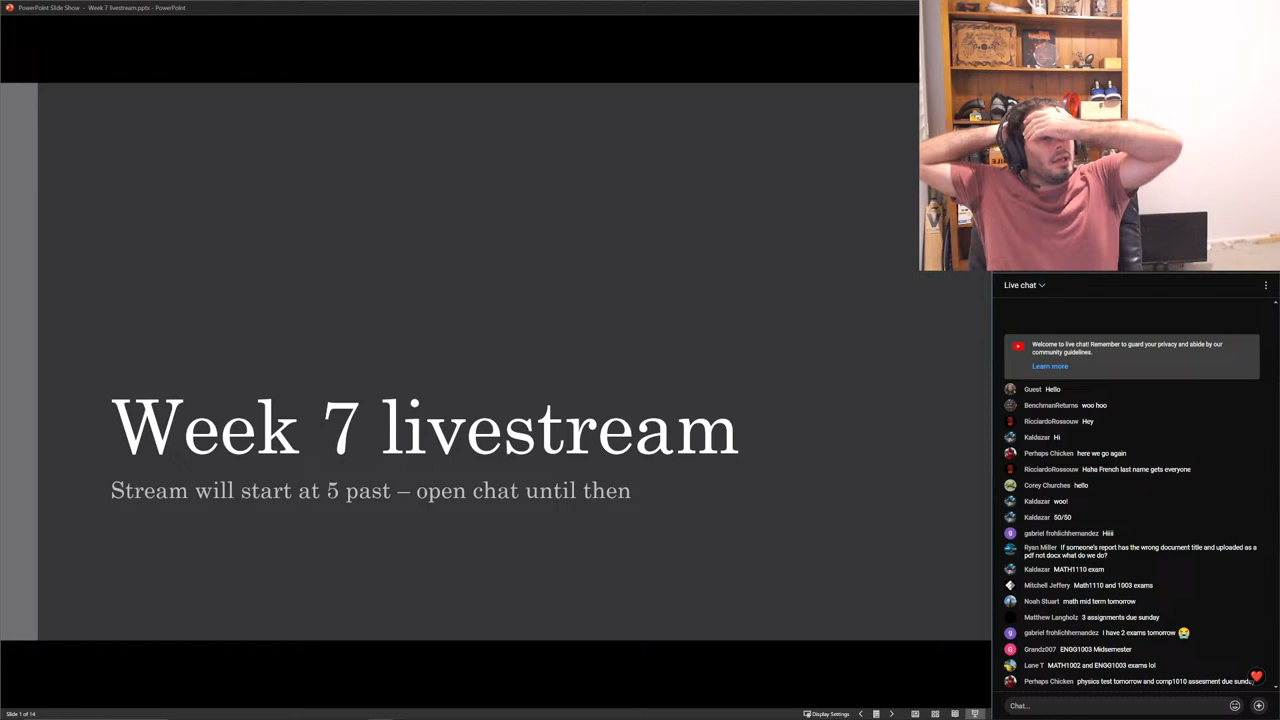 PowerPoint Slide Show - Week 7 livestream.ppts - PowerPoint
Week 7 livestream
Stream will start at 5 past – open chat until then
Live chat
Welcome to live chat! Remember to guard your privacy and abide by our
community guidelines.
Learn more
Guest Hello
BenchmanReturns woo hoo
RicciardoRossouw Hey
Kaldazar Hi
Perhaps Chicken here we go again
RicciardoRossouw Haha French last name gets everyone
Corey Churches hello
Kaldazar woo!
Kaldazar 50/50
gabriel frohlichhernandez Hiiii
Ryan Miller If someone's report has the wrong document title and uploaded as a
pdf not docx what do we do?
Kaldazar MATH1110 exam
Mitchell Jeffery Math1110 and 1003 exams
Noah Stuart math mid term tomorrow
Matthew Langholz 3 assignments due sunday
gabriel frohlichhernandez I have 2 exams tomorrow 😭
Grandz007 ENGG1003 Midsemester
Lane T MATH1002 and ENGG1003 exams lol
Perhaps Chicken physics test tomorrow and comp1010 assesment due sunday
Chat...
Slide 1 of 14
Display Settings